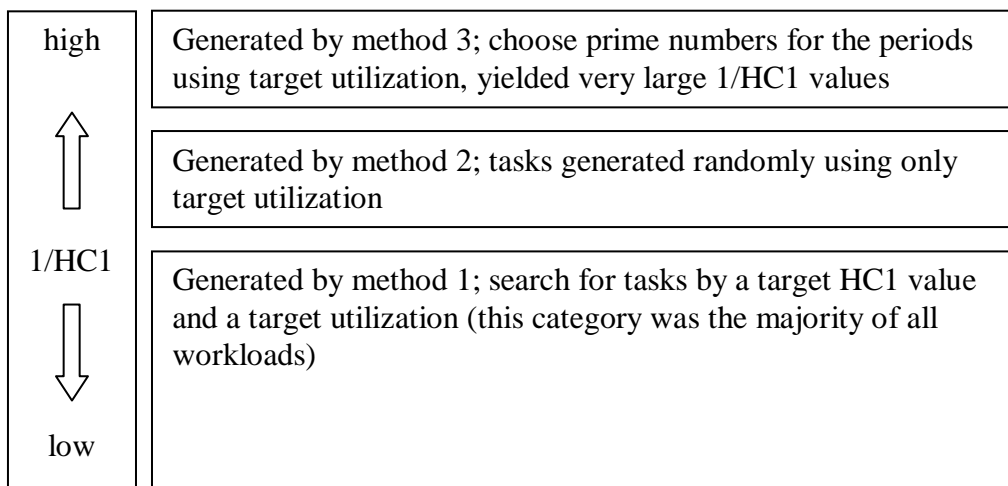 high
Generated by method 3; choose prime numbers for the periods
using target utilization, yielded very large 1/HC1 values
Generated by method 2; tasks generated randomly using only
target utilization
1/HC1
Generated by method 1; search for tasks by a target HC1 value
and a target utilization (this category was the majority of all
workloads)
low